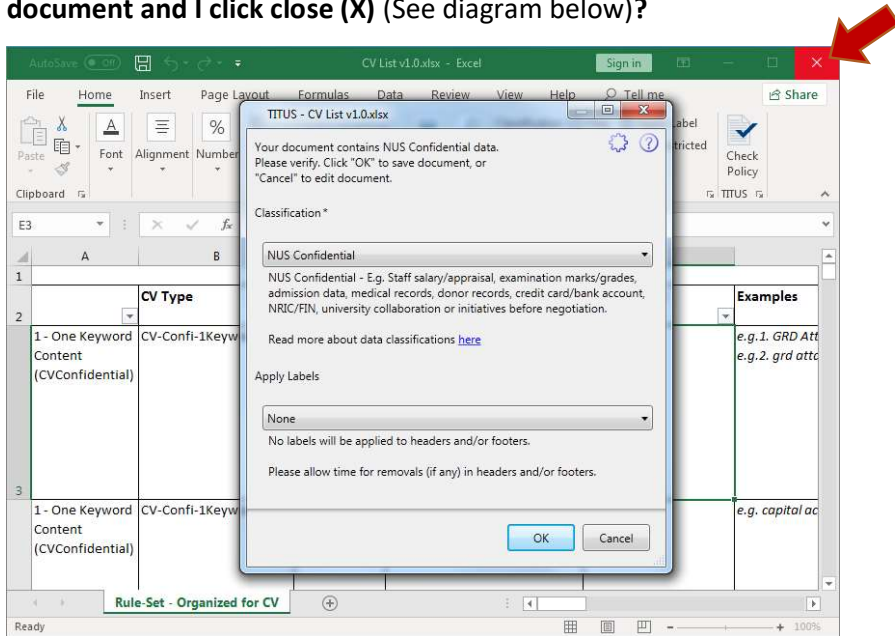 document and I click close (X) (See diagram below)?
AutoSave Off CV List v1.0.xlsx - Excel Sign in
File Home Insert Page Layout Formulas Data Review View Help Tell me Share
Paste Font Alignment Number % Check Policy
Clipboard TITUS
TITUS - CV List v1.0.xlsx
Your document contains NUS Confidential data.
Please verify. Click "OK" to save document, or
"Cancel" to edit document.
Classification *
NUS Confidential
NUS Confidential - E.g. Staff salary/appraisal, examination marks/grades,
admission data, medical records, donor records, credit card/bank account,
NRIC/FIN, university collaboration or initiatives before negotiation.
Read more about data classifications here
Apply Labels
None
No labels will be applied to headers and/or footers.
Please allow time for removals (if any) in headers and/or footers.
OK Cancel
E3 fx
A B
1
2 CV Type Examples
1 - One Keyword CV-Confi-1Keyw e.g.1. GRD Att
Content e.g.2. grd atta
(CVConfidential)
3
1 - One Keyword CV-Confi-1Keyw e.g. capital ac
Content
(CVConfidential)
Rule-Set - Organized for CV
Ready 100%